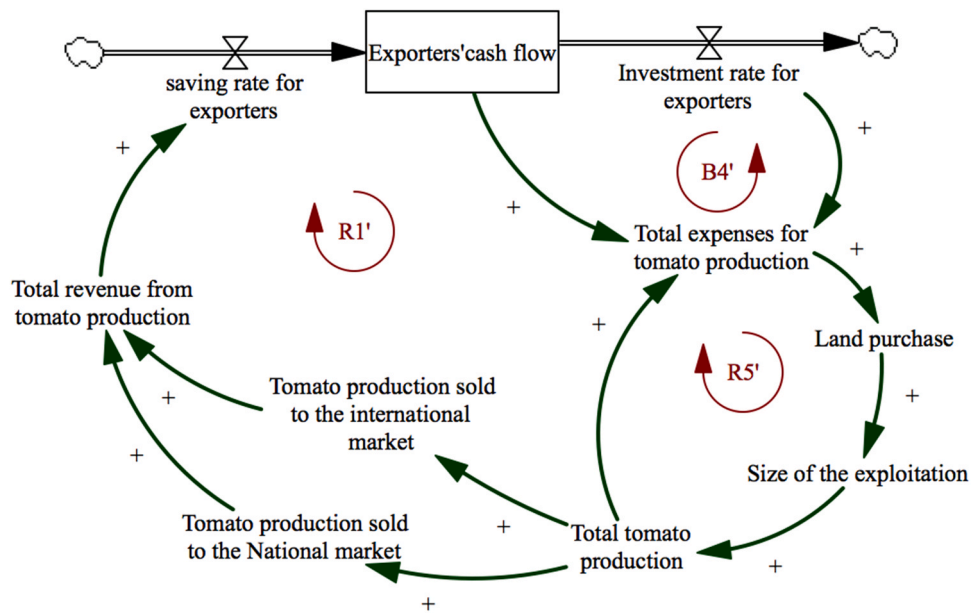 Exporters'cash flow
saving rate for
exporters
Investment rate for
exporters
+
+
B4'
+
R1'
Total expenses for
tomato production
+
Total revenue from
tomato production
+
Land purchase
R5'
Tomato production sold
to the international
market
+
+
+
Size of the exploitation
Tomato production sold
to the National market
+
Total tomato
production
+
+